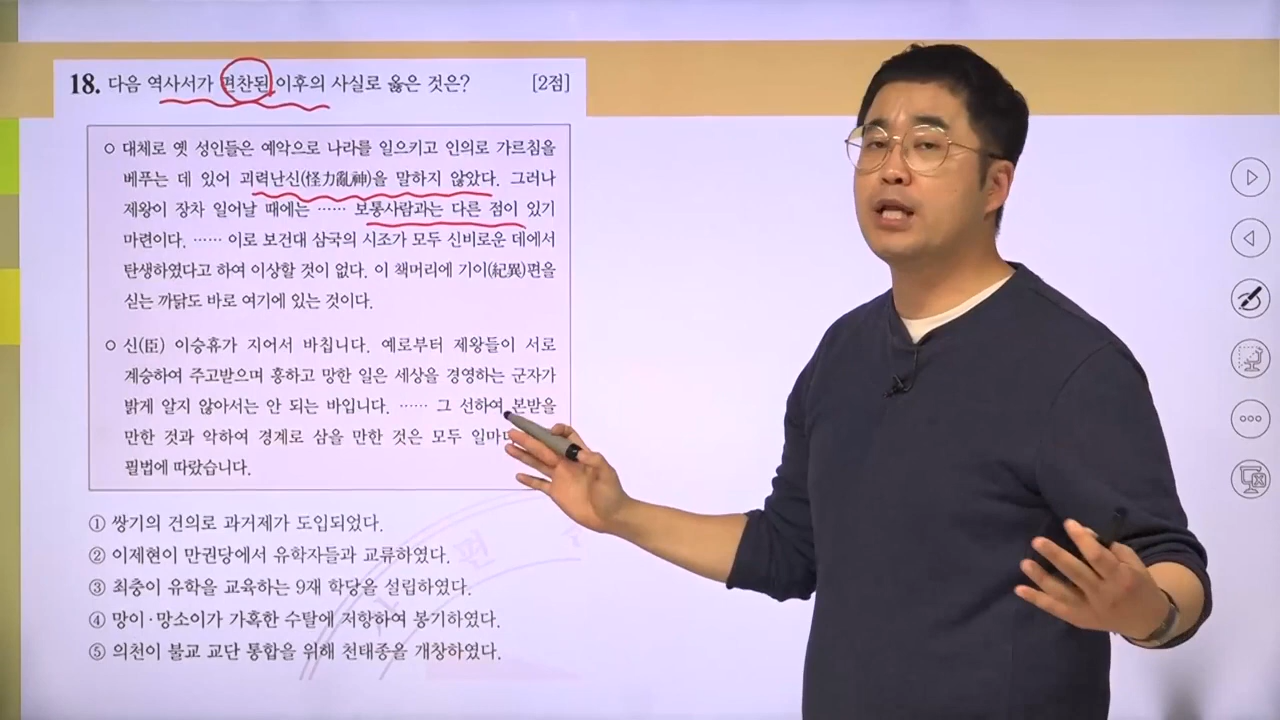 18. 다음 역사서가 편찬된 이후의 사실로 옳은 것은? [2점]
○ 대체로 옛 성인들은 예악으로 나라를 일으키고 인의로 가르침을
베푸는 데 있어 괴력난신(怪力亂神)을 말하지 않았다. 그러나
제왕이 장차 일어날 때에는 …… 보통사람과는 다른 점이 있기
마련이다. …… 이로 보건대 삼국의 시조가 모두 신비로운 데에서
탄생하였다고 하여 이상할 것이 없다. 이 책머리에 기이(紀異)편을
싣는 까닭도 바로 여기에 있는 것이다.
○ 신(臣) 이승휴가 지어서 바칩니다. 예로부터 제왕들이 서로
계승하여 주고받으며 흥하고 망한 일은 세상을 경영하는 군자가
밝게 알지 않아서는 안 되는 바입니다. …… 그 선하여 본받을
만한 것과 악하여 경계로 삼을 만한 것은 모두 일마다
필법에 따랐습니다.
① 쌍기의 건의로 과거제가 도입되었다.
② 이제현이 만권당에서 유학자들과 교류하였다.
③ 최충이 유학을 교육하는 9재 학당을 설립하였다.
④ 망이·망소이가 가혹한 수탈에 저항하여 봉기하였다.
⑤ 의천이 불교 교단 통합을 위해 천태종을 개창하였다.